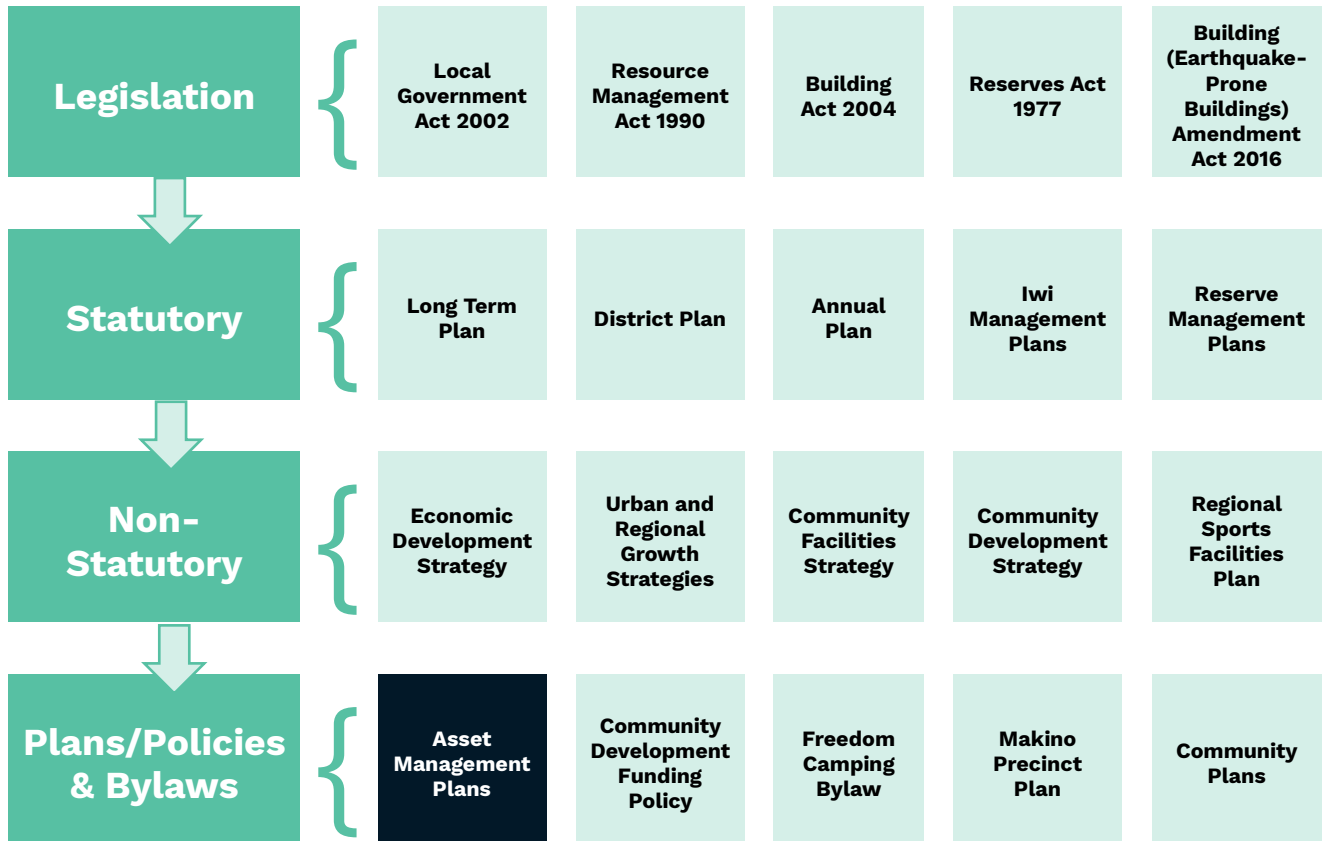 Legislation
Local
Government
Act 2002
Resource
Management
Act 1990
Building
Act 2004
Reserves Act
1977
Building
(Earthquake-
Prone
Buildings)
Amendment
Act 2016
Statutory
Long Term
Plan
District Plan
Annual
Plan
Iwi
Management
Plans
Reserve
Management
Plans
Non-
Statutory
Economic
Development
Strategy
Urban and
Regional
Growth
Strategies
Community
Facilities
Strategy
Community
Development
Strategy
Regional
Sports
Facilities
Plan
Plans/Policies
& Bylaws
Asset
Management
Plans
Community
Development
Funding
Policy
Freedom
Camping
Bylaw
Makino
Precinct
Plan
Community
Plans